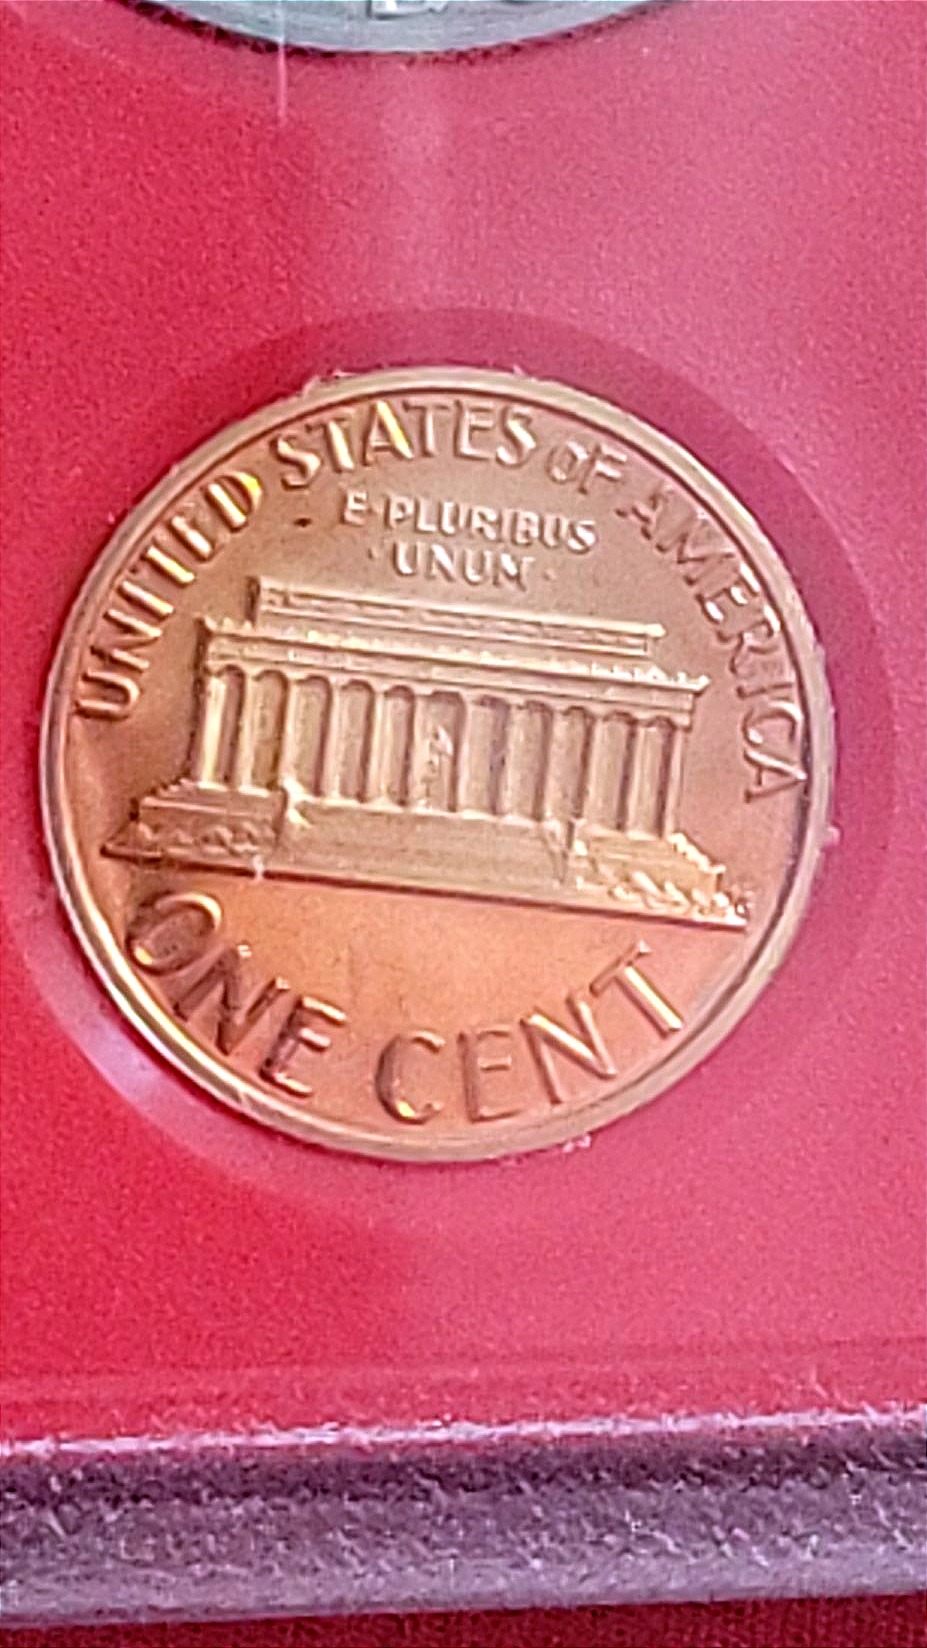 UNITED STATES OF AMERICA
E·PLURIBUS
·UNUM·
ONE CENT